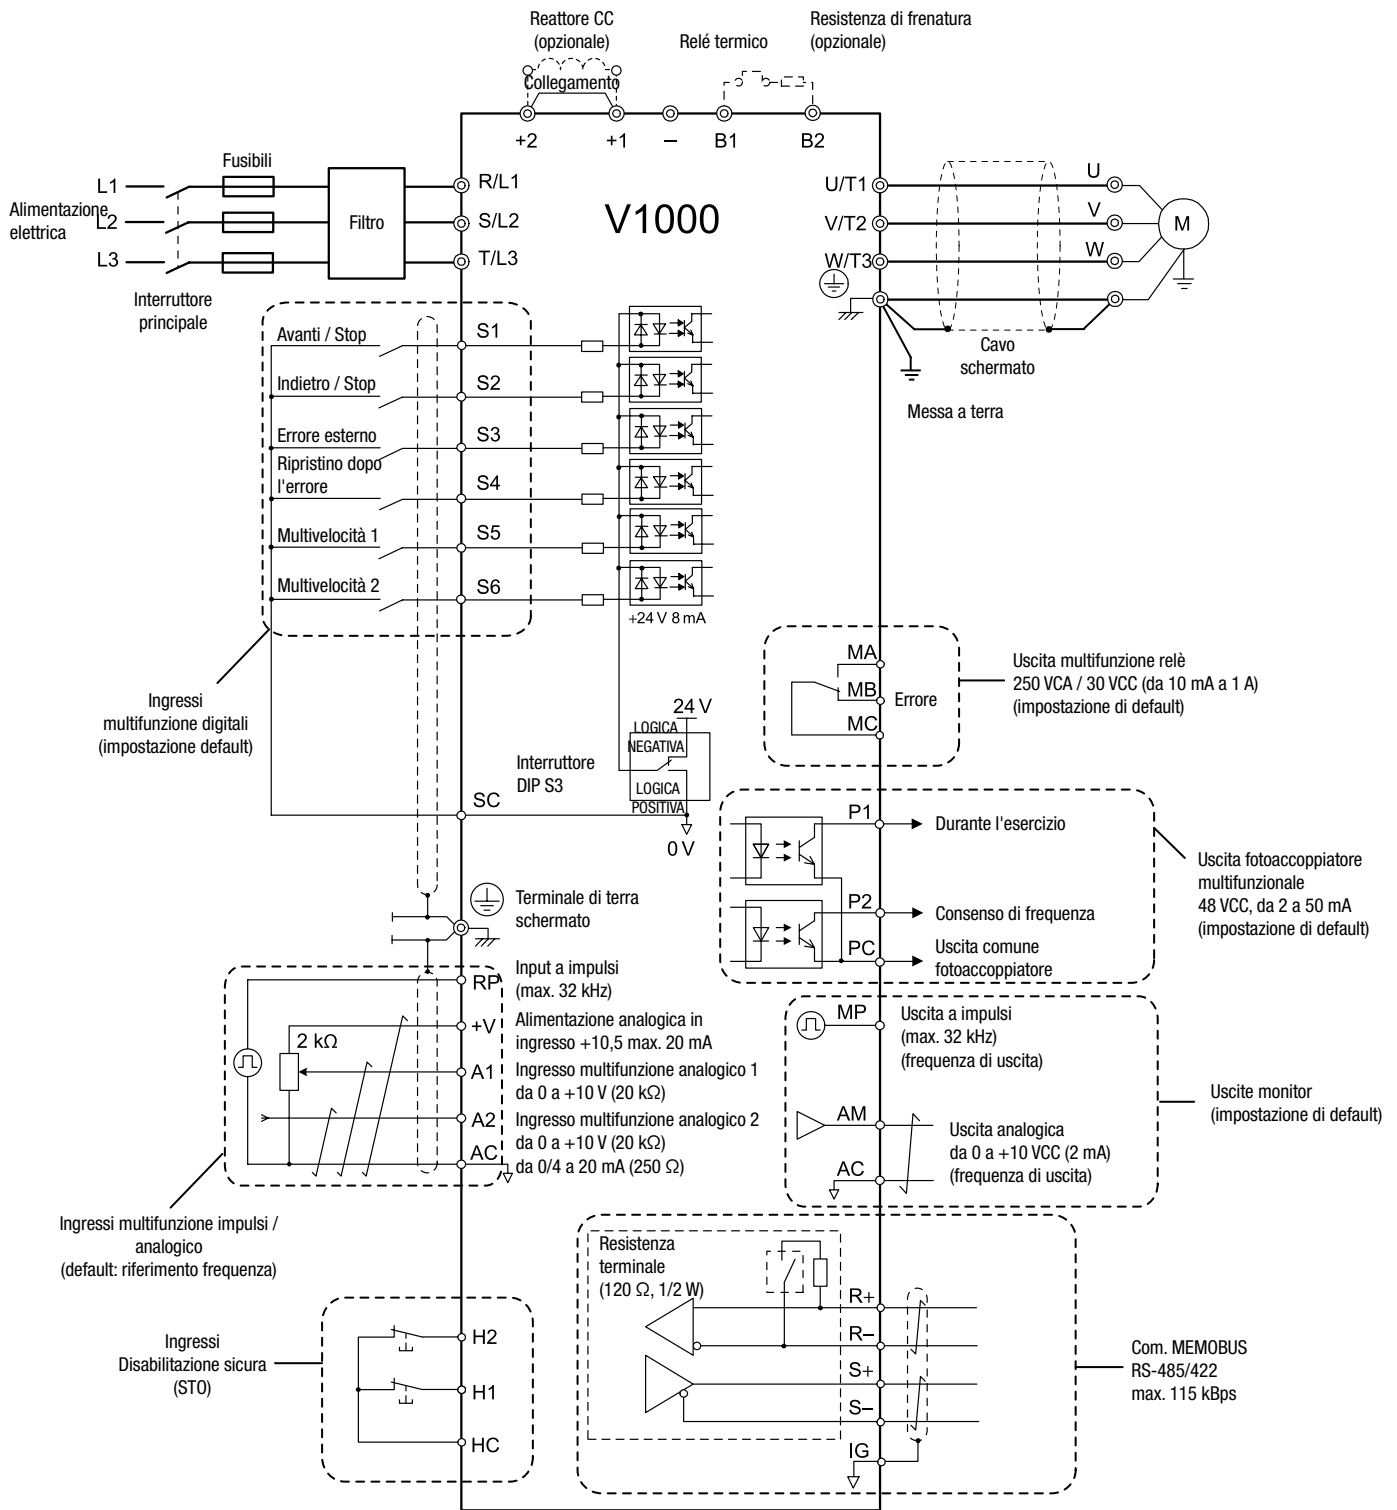 Reattore CC
(opzionale)
Relé termico
Resistenza di frenatura
(opzionale)
Collegamento
+2
+1
–
B1
B2
Fusibili
L1
Alimentazione
elettrica
L2
L3
Filtro
R/L1
S/L2
T/L3
V1000
U/T1
V/T2
W/T3
U
V
W
M
Interruttore
principale
Cavo
schermato
Messa a terra
Avanti / Stop
S1
Indietro / Stop
S2
Errore esterno
S3
Ripristino dopo
l'errore
S4
Multivelocità 1
S5
Multivelocità 2
S6
+24 V 8 mA
Ingressi
multifunzione digitali
(impostazione default)
MA
MB
MC
Errore
Uscita multifunzione relè
250 VCA / 30 VCC (da 10 mA a 1 A)
(impostazione di default)
24 V
LOGICA
NEGATIVA
LOGICA
POSITIVA
Interruttore
DIP S3
SC
0 V
P1
Durante l'esercizio
P2
Consenso di frequenza
PC
Uscita comune
fotoaccoppiatore
Uscita fotoaccoppiatore
multifunzionale
48 VCC, da 2 a 50 mA
(impostazione di default)
Terminale di terra
schermato
RP
Input a impulsi
(max. 32 kHz)
+V
Alimentazione analogica in
ingresso +10,5 max. 20 mA
2 kΩ
A1
Ingresso multifunzione analogico 1
da 0 a +10 V (20 kΩ)
A2
Ingresso multifunzione analogico 2
da 0 a +10 V (20 kΩ)
da 0/4 a 20 mA (250 Ω)
AC
Ingressi multifunzione impulsi /
analogico
(default: riferimento frequenza)
MP
Uscita a impulsi
(max. 32 kHz)
(frequenza di uscita)
AM
Uscita analogica
da 0 a +10 VCC (2 mA)
(frequenza di uscita)
AC
Uscite monitor
(impostazione di default)
Resistenza
terminale
(120 Ω, 1/2 W)
R+
R–
S+
S–
IG
Com. MEMOBUS
RS-485/422
max. 115 kBps
Ingressi
Disabilitazione sicura
(STO)
H2
H1
HC